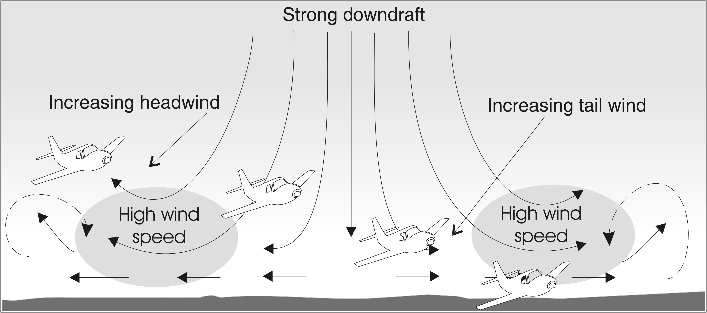 Strong downdraft
Increasing headwind
Increasing tail wind
High wind
speed
High wind
speed